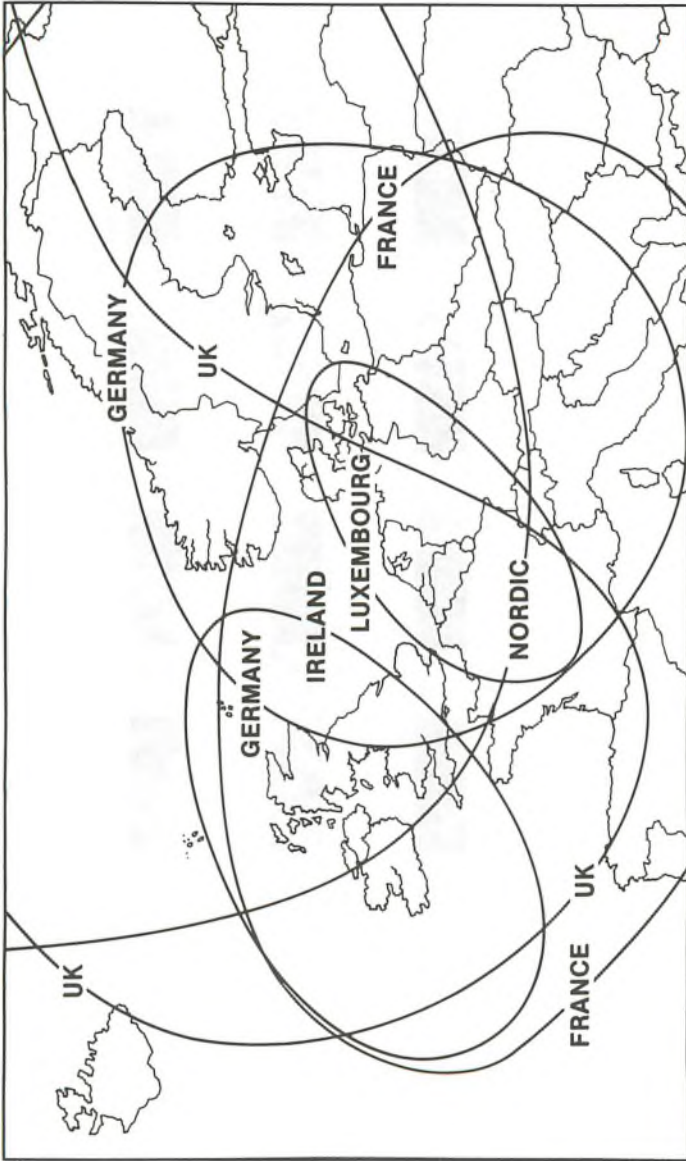 UK
GERMANY
UK
GERMANY
IRELAND
LUXEMBOURG
FRANCE
NORDIC
FRANCE
UK